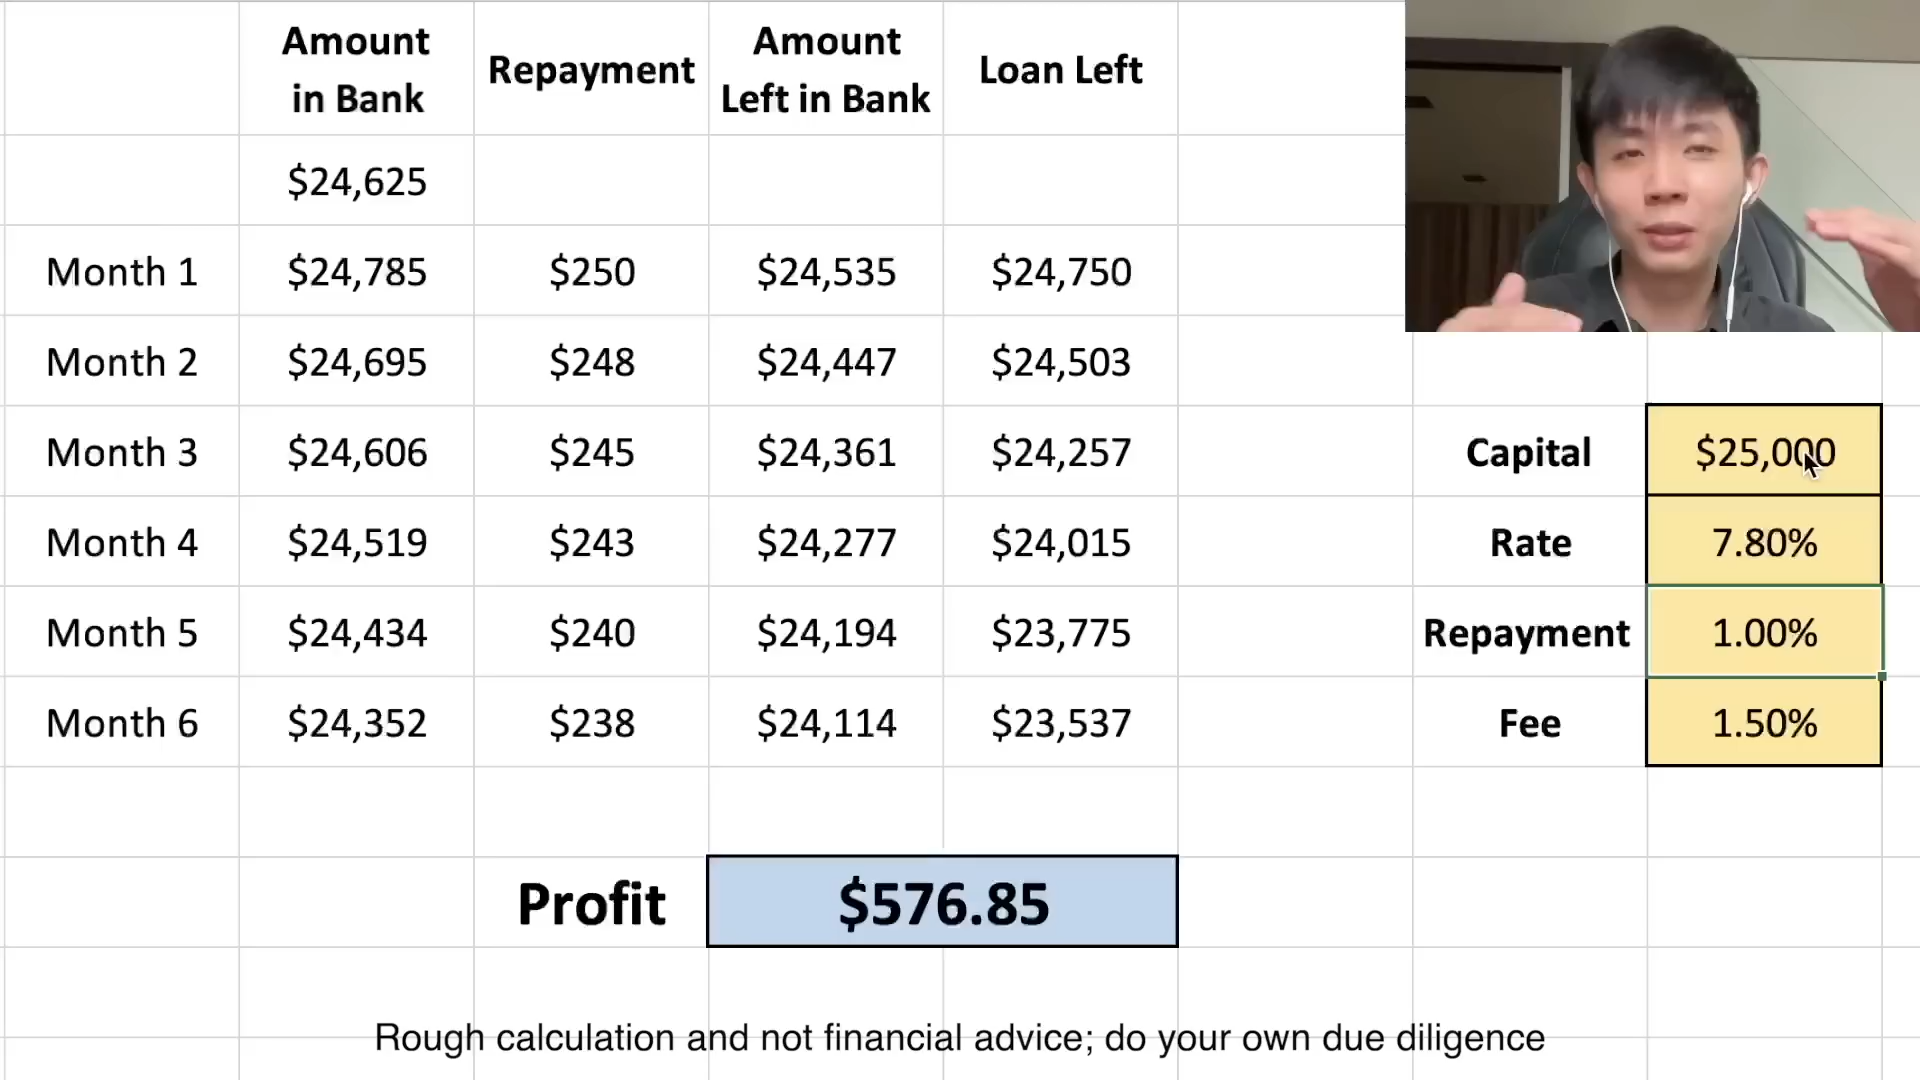 Amount in Bank	Repayment	Amount Left in Bank	Loan Left
$24,625
Month 1	$24,785	$250	$24,535	$24,750
Month 2	$24,695	$248	$24,447	$24,503
Month 3	$24,606	$245	$24,361	$24,257
Month 4	$24,519	$243	$24,277	$24,015
Month 5	$24,434	$240	$24,194	$23,775
Month 6	$24,352	$238	$24,114	$23,537
Capital	$25,000
Rate	7.80%
Repayment	1.00%
Fee	1.50%
Profit	$576.85
Rough calculation and not financial advice; do your own due diligence